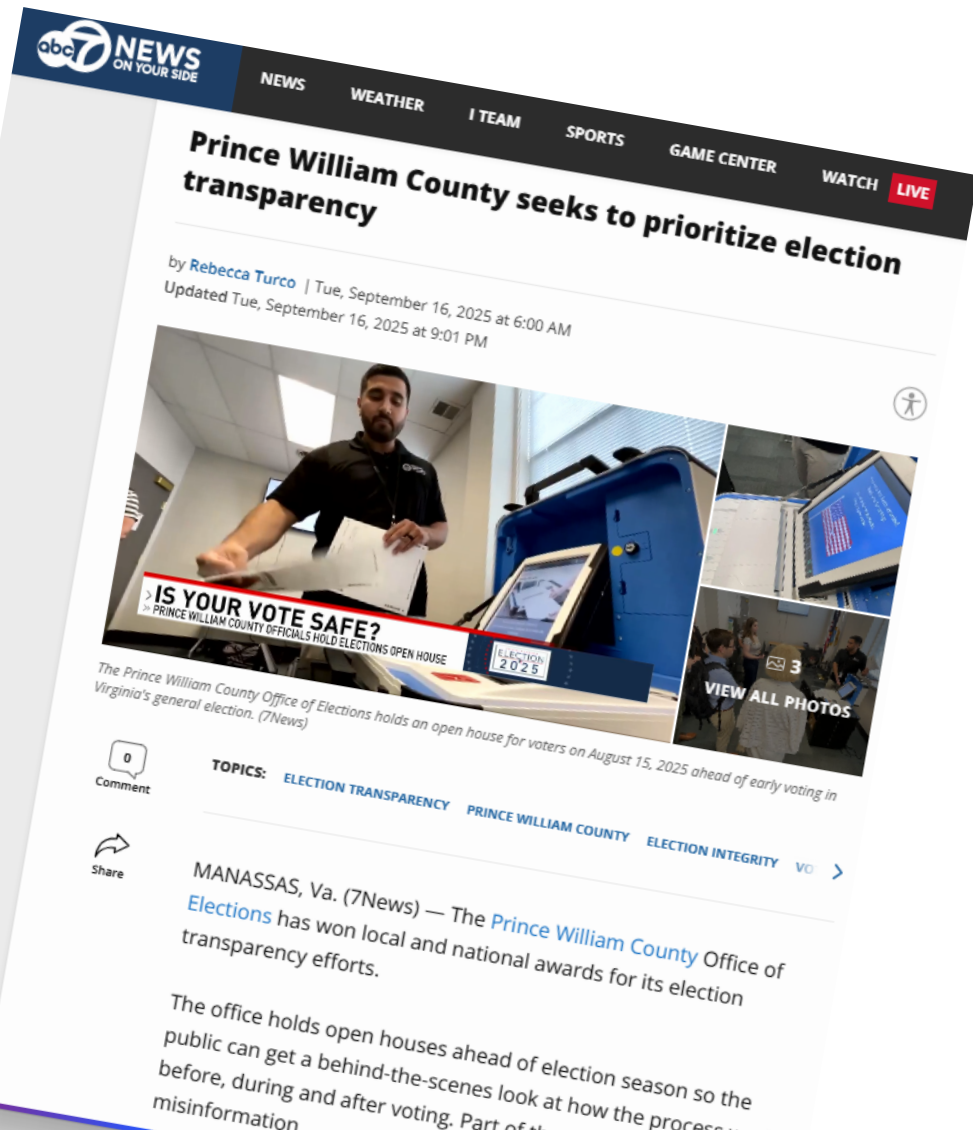 abc 7 NEWS
ON YOUR SIDE
NEWS WEATHER I TEAM SPORTS GAME CENTER WATCH LIVE
Prince William County seeks to prioritize election
transparency
by Rebecca Turco | Tue, September 16, 2025 at 6:00 AM
Updated Tue, September 16, 2025 at 9:01 PM
IS YOUR VOTE SAFE?
PRINCE WILLIAM COUNTY OFFICIALS HOLD ELECTIONS OPEN HOUSE
ELECTION
2025
3
VIEW ALL PHOTOS
The Prince William County Office of Elections holds an open house for voters on August 15, 2025 ahead of early voting in
Virginia's general election. (7News)
0
Comment
Share
TOPICS: ELECTION TRANSPARENCY PRINCE WILLIAM COUNTY ELECTION INTEGRITY VO
MANASSAS, Va. (7News) — The Prince William County Office of
Elections has won local and national awards for its election
transparency efforts.
The office holds open houses ahead of election season so the
public can get a behind-the-scenes look at how the process
before, during and after voting. Part of
misinformation